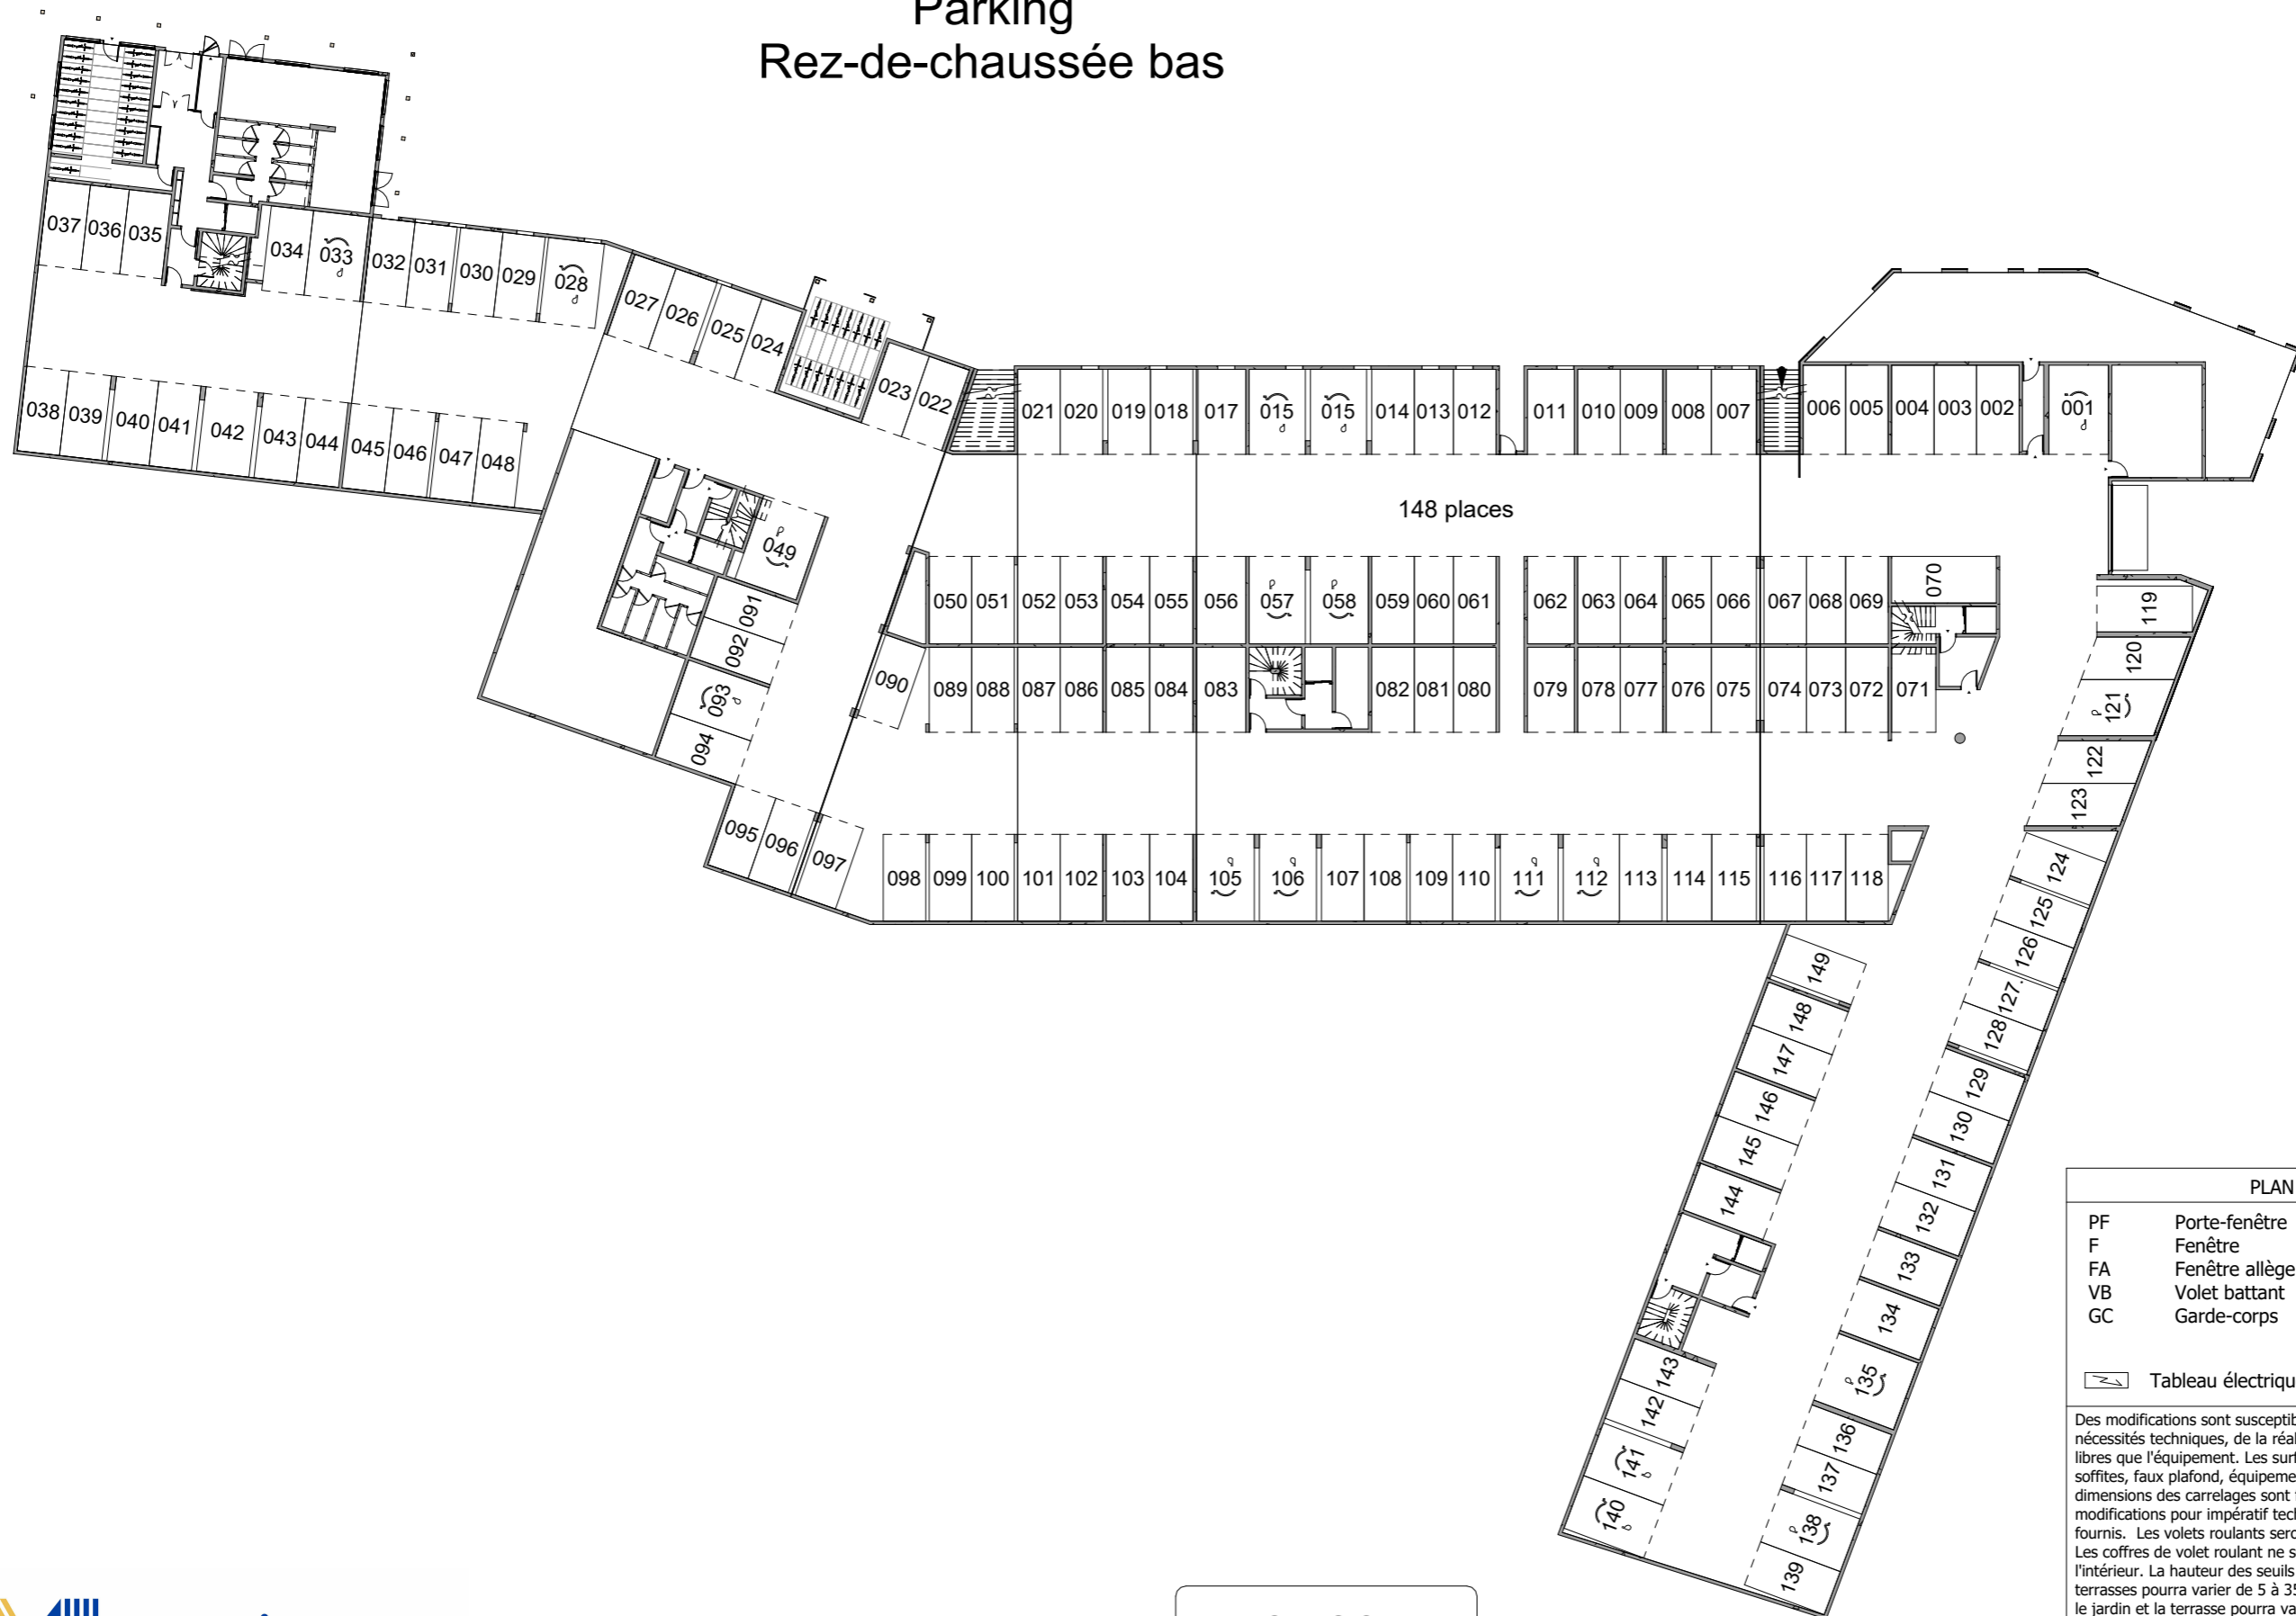 Parking
Rez-de-chaussée bas
037 036 035
034 033 032 031 030 029 028
027 026 025 024
023 022
038 039 040 041 042 043 044 045 046 047 048
021 020 019 018 017 015 015 014 013 012 011 010 009 008 007 006 005 004 003 002 001
148 places
049
091
092
093
094
050 051 052 053 054 055 056 057 058 059 060 061 062 063 064 065 066 067 068 069 070
090 089 088 087 086 085 084 083 082 081 080 079 078 077 076 075 074 073 072 071
095 096 097
098 099 100 101 102 103 104 105 106 107 108 109 110 111 112 113 114 115 116 117 118
119
120
121
122
123
124
125
126
127
128
129
130
131
132
133
134
135
136
137
138
139
149
148
147
146
145
144
143
142
141
140
PLAN
PF Porte-fenêtre
F Fenêtre
FA Fenêtre allège
VB Volet battant
GC Garde-corps
Tableau électriqu
Des modifications sont susceptib
nécessités techniques, de la réal
libres que l'équipement. Les surf
soffites, faux plafond, équipeme
dimensions des carrelages sont
modifications pour impératif tech
fournis. Les volets roulants sero
Les coffres de volet roulant ne s
l'intérieur. La hauteur des seuils
terrasses pourra varier de 5 à 35
le jardin et la terrasse pourra va